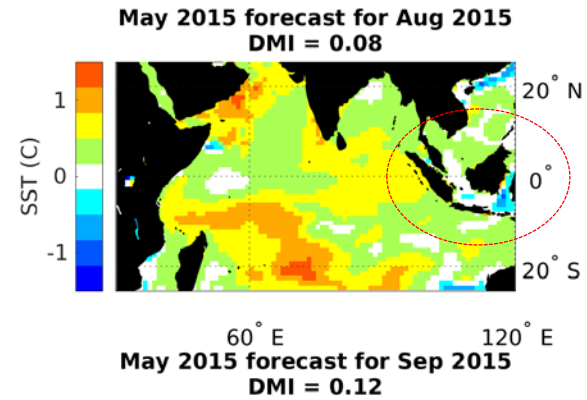 May 2015 forecast for Aug 2015
DMI = 0.08
SST (C)
1
0
-1
20° N
0°
20° S
60° E
120° E
May 2015 forecast for Sep 2015
DMI = 0.12